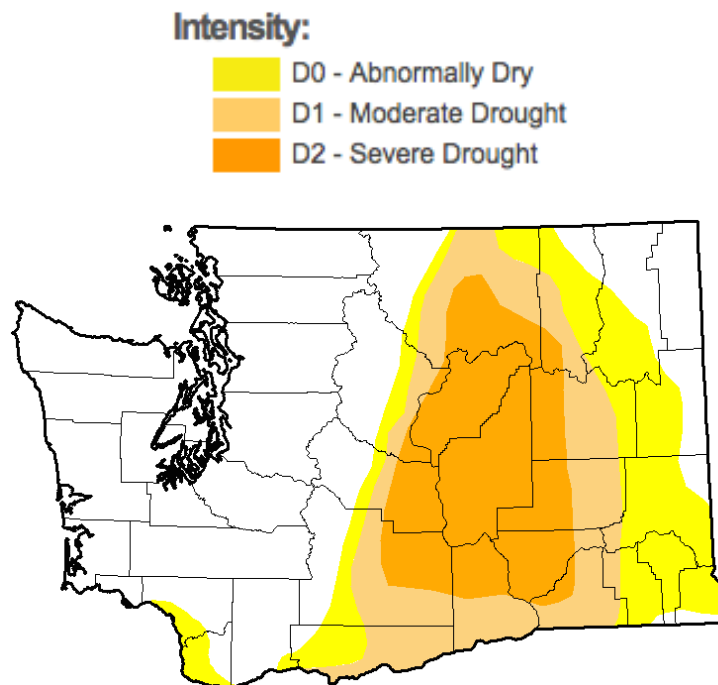 Intensity:
D0 - Abnormally Dry
D1 - Moderate Drought
D2 - Severe Drought